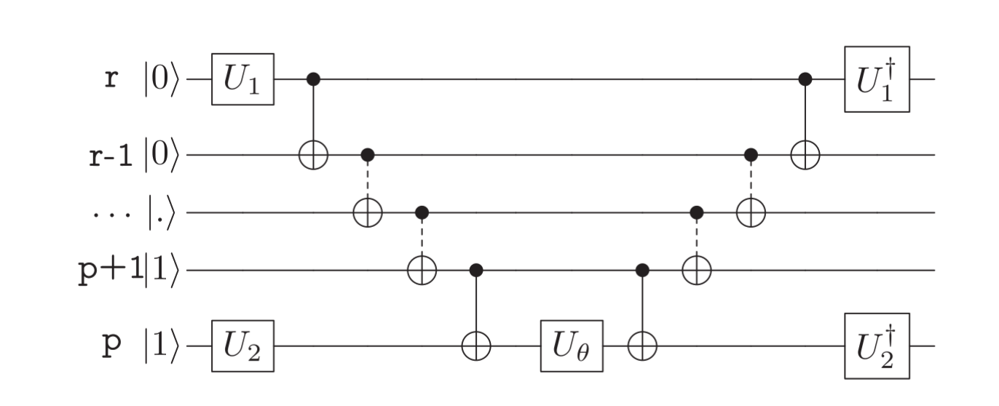 r |0⟩ U₁ U₁†
r-1 |0⟩
··· |.⟩
p+1|1⟩
p |1⟩ U₂ U_θ U₂†